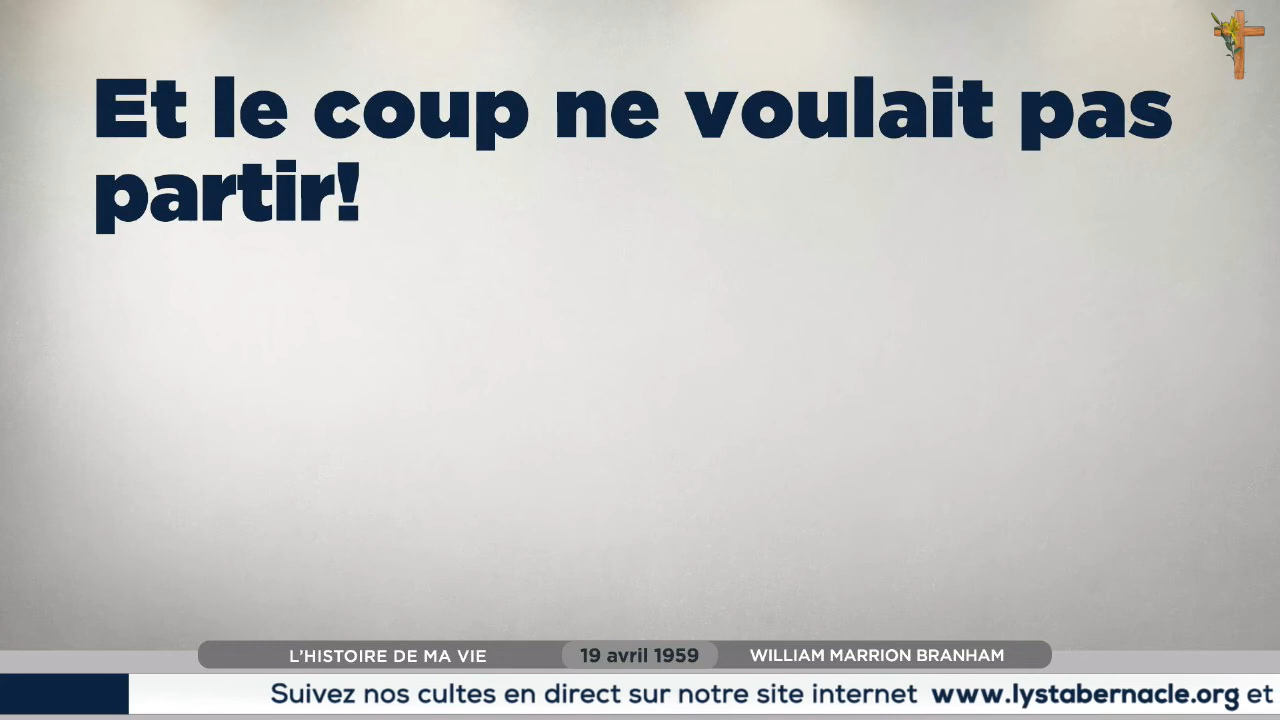 Et le coup ne voulait pas
partir!
L'HISTOIRE DE MA VIE 19 avril 1959 WILLIAM MARRION BRANHAM
Suivez nos cultes en direct sur notre site internet www.lystabernacle.org et